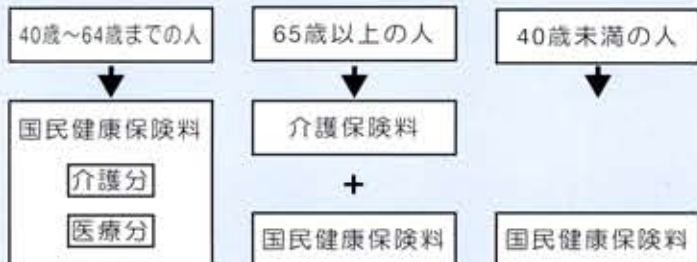 40歳～64歳までの人
65歳以上の人
40歳未満の人
国民健康保険料
介護分
医療分
介護保険料
+
国民健康保険料
国民健康保険料